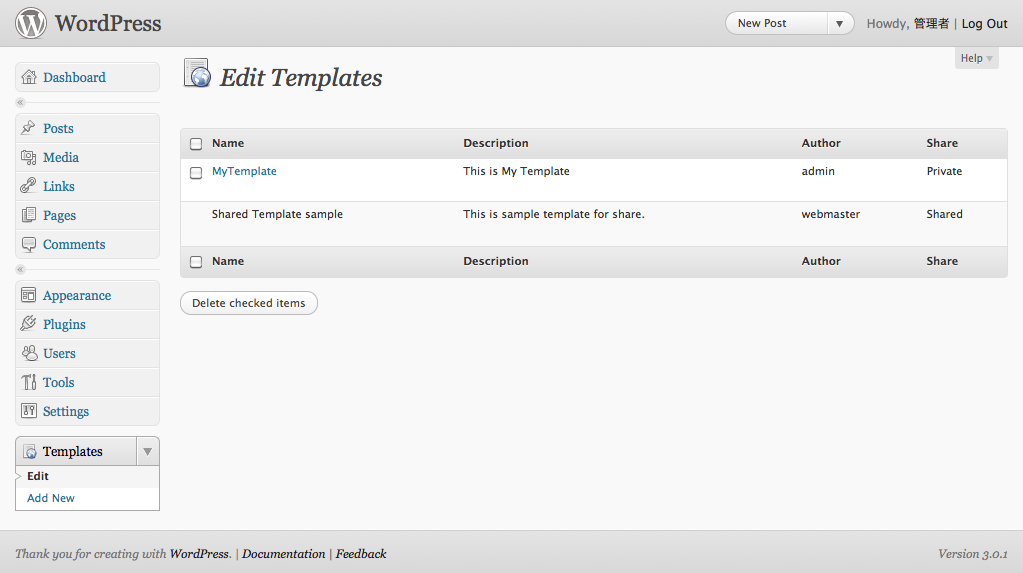 WordPress
New Post
Howdy, 管理者 | Log Out
Help
Dashboard
Posts
Media
Links
Pages
Comments
Appearance
Plugins
Users
Tools
Settings
Templates
Edit
Add New
Edit Templates
Name Description Author Share
MyTemplate This is My Template admin Private
Shared Template sample This is sample template for share. webmaster Shared
Name Description Author Share
Delete checked items
Thank you for creating with WordPress. | Documentation | Feedback
Version 3.0.1